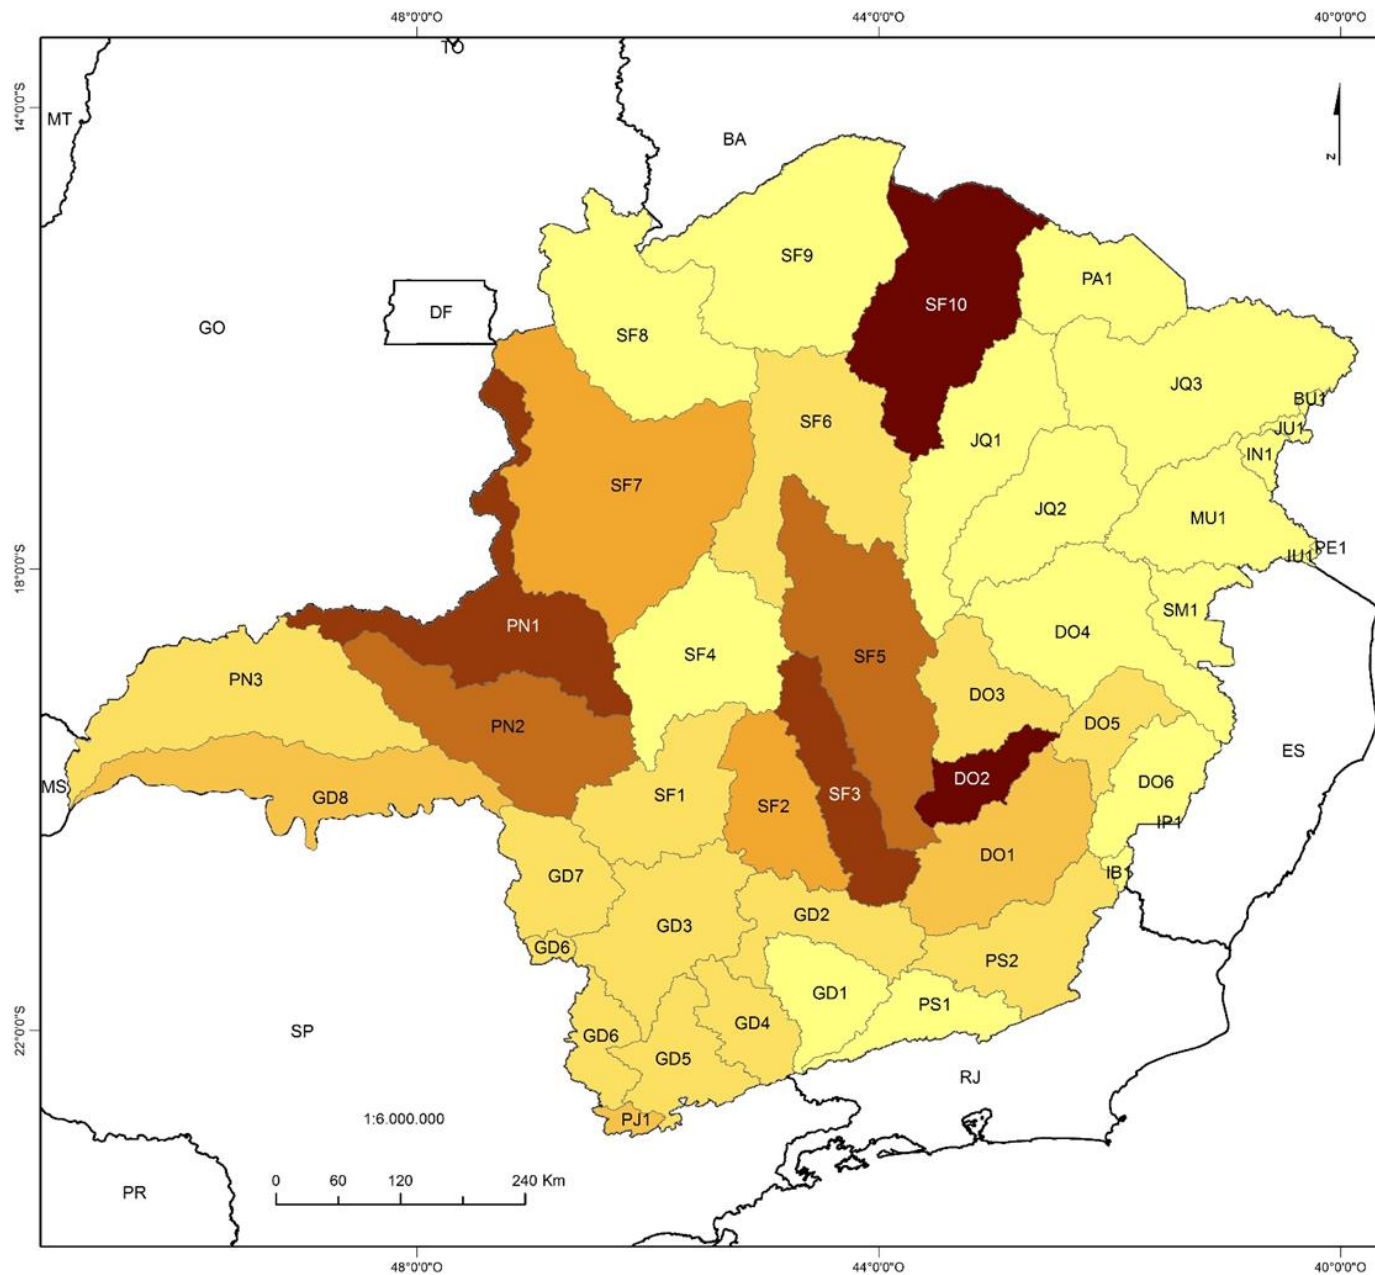 48°0'0"O
44°0'0"O
40°0'0"O
TO
14°0'0"S
MT
BA
N
SF9
PA1
SF10
DF
GO
SF8
JQ3
BU1
SF6
JU1
JQ1
IN1
SF7
JQ2
MU1
PE1
IU1
18°0'0"S
SM1
PN1
DO4
SF4
SF5
PN3
DO3
DO5
PN2
ES
DO2
DO6
MS
GD8
SF1
SF2
SF3
IP1
DO1
IB1
GD7
GD2
GD3
GD6
PS2
GD1
PS1
GD4
22°0'0"S
SP
GD6
GD5
RJ
1:6.000.000
PJ1
0 60 120 240 Km
PR
48°0'0"O
44°0'0"O
40°0'0"O